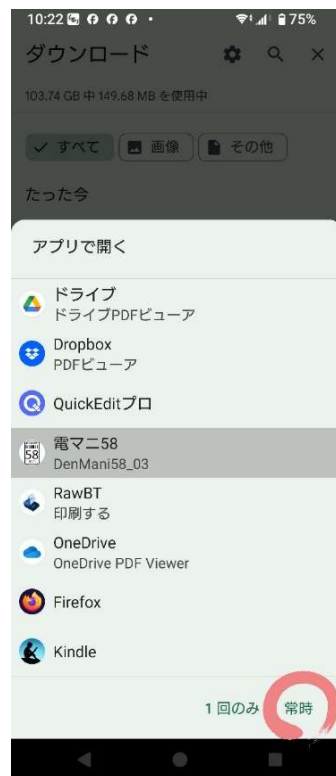 10:22 75%
ダウンロード
103.74 GB 中 149.68 MB を使用中
すべて 画像 その他
たった今
アプリで開く
ドライブ
ドライブPDFビューア
Dropbox
PDFビューア
QuickEditプロ
58
電マニ58
DenMani58_03
RawBT
印刷する
OneDrive
OneDrive PDF Viewer
Firefox
Kindle
1 回のみ 常時